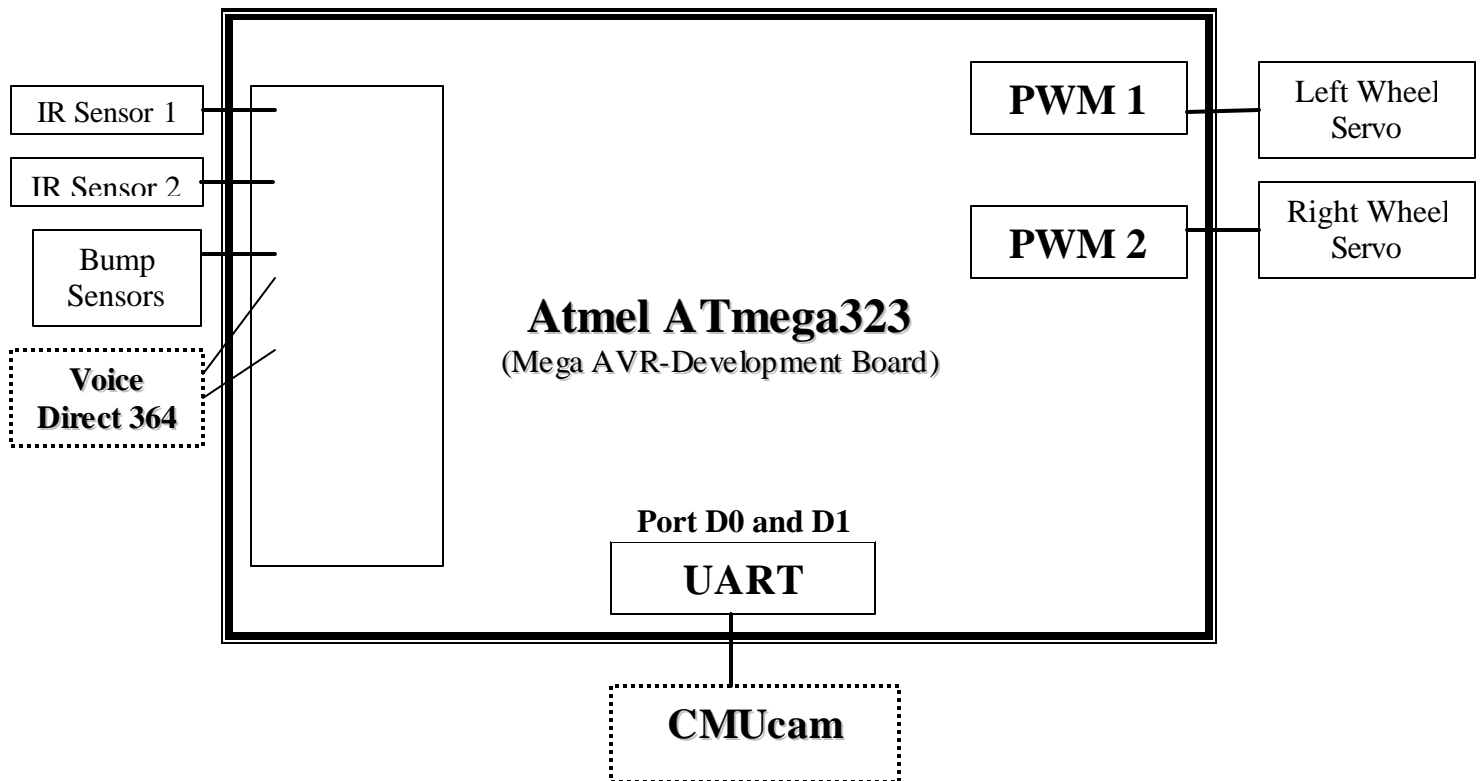 IR Sensor 1
IR Sensor 2
Bump
Sensors
Voice
Direct 364
PWM 1
PWM 2
Left Wheel
Servo
Right Wheel
Servo
Atmel ATmega323
(Mega AVR-Development Board)
Port D0 and D1
UART
CMUcam